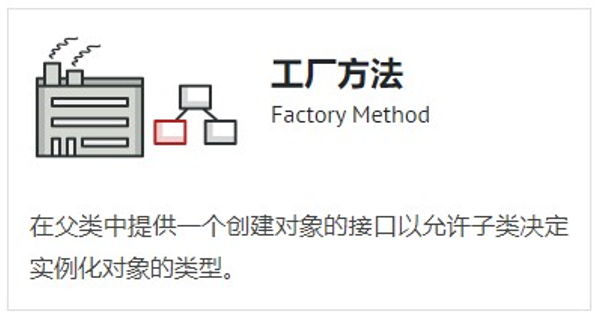 工厂方法
Factory Method
在父类中提供一个创建对象的接口以允许子类决定
实例化对象的类型。